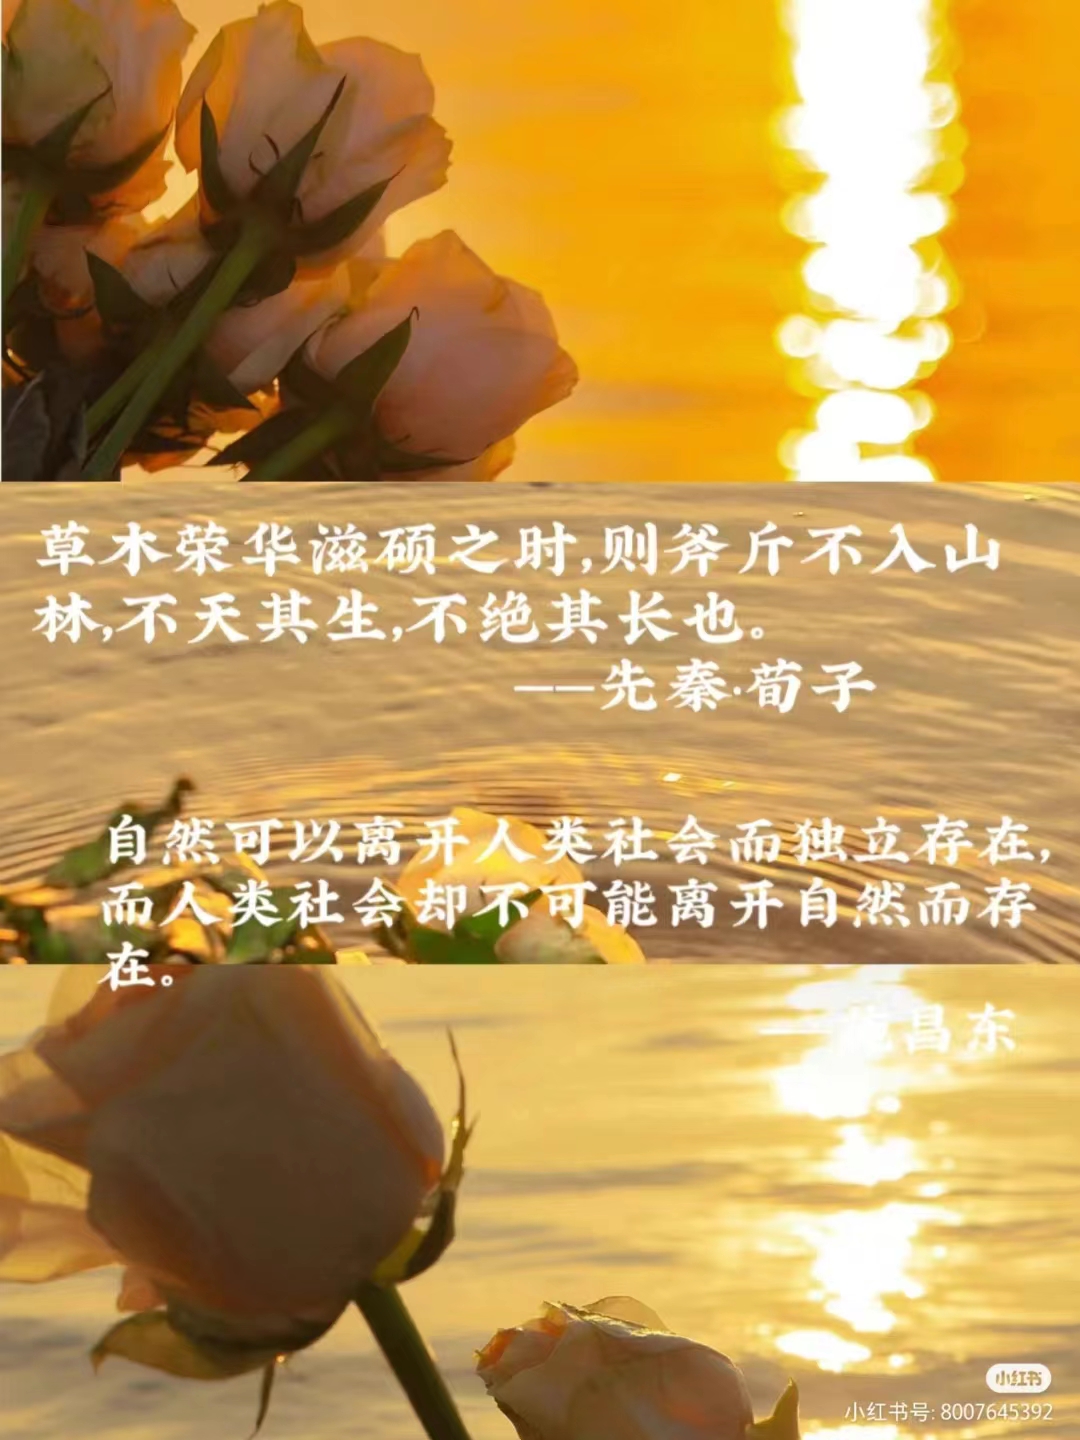 草木荣华滋硕之时,则斧斤不入山
林,不夭其生,不绝其长也。
——先秦·荀子
自然可以离开人类社会而独立存在,
而人类社会却不可能离开自然而存
在。
昌东
小红书
小红书号: 8007645392